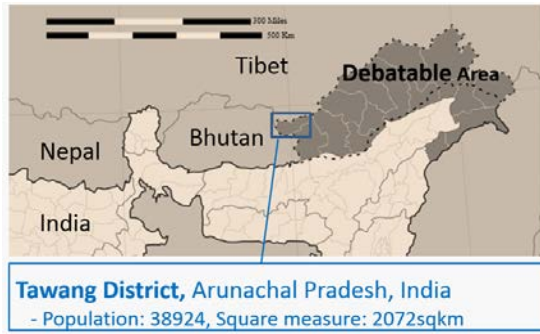 300 Miles
500 Km
Tibet
Debatable Area
Nepal
Bhutan
India
Tawang District, Arunachal Pradesh, India
- Population: 38924, Square measure: 2072sqkm